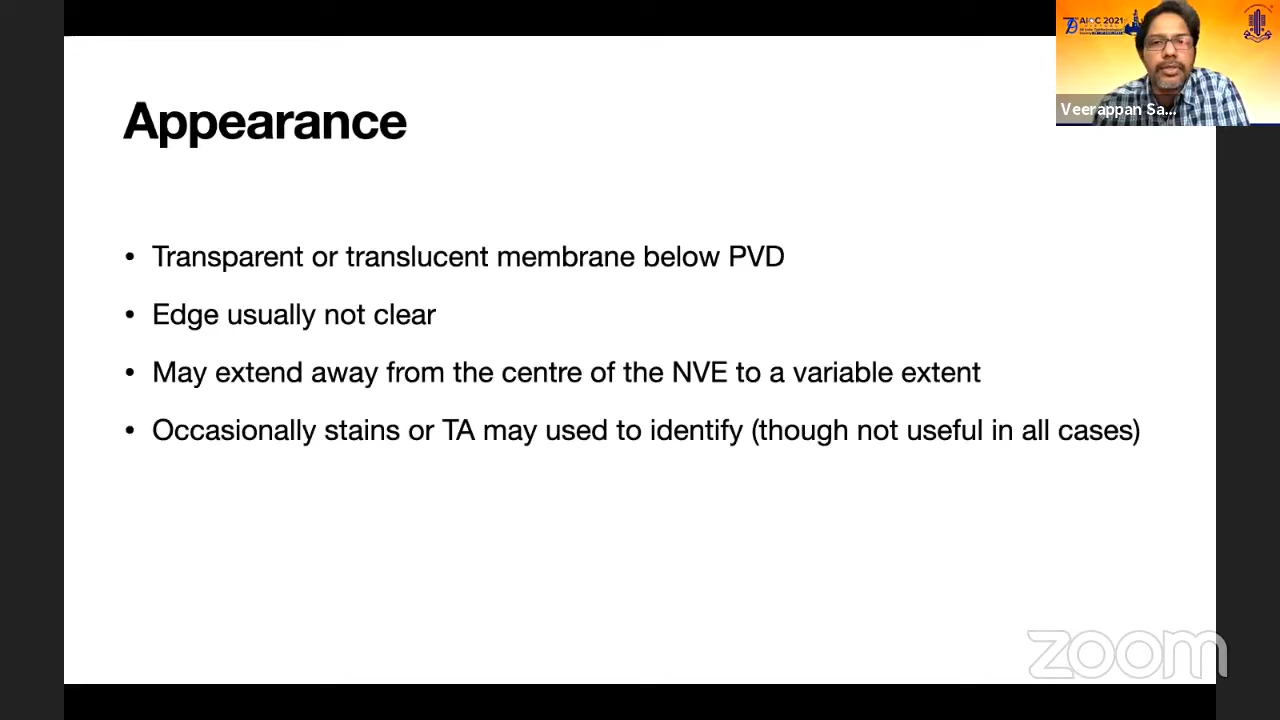 AIOC 2021
Veerappan Sa...
Appearance
• Transparent or translucent membrane below PVD
• Edge usually not clear
• May extend away from the centre of the NVE to a variable extent
• Occasionally stains or TA may used to identify (though not useful in all cases)
zoom